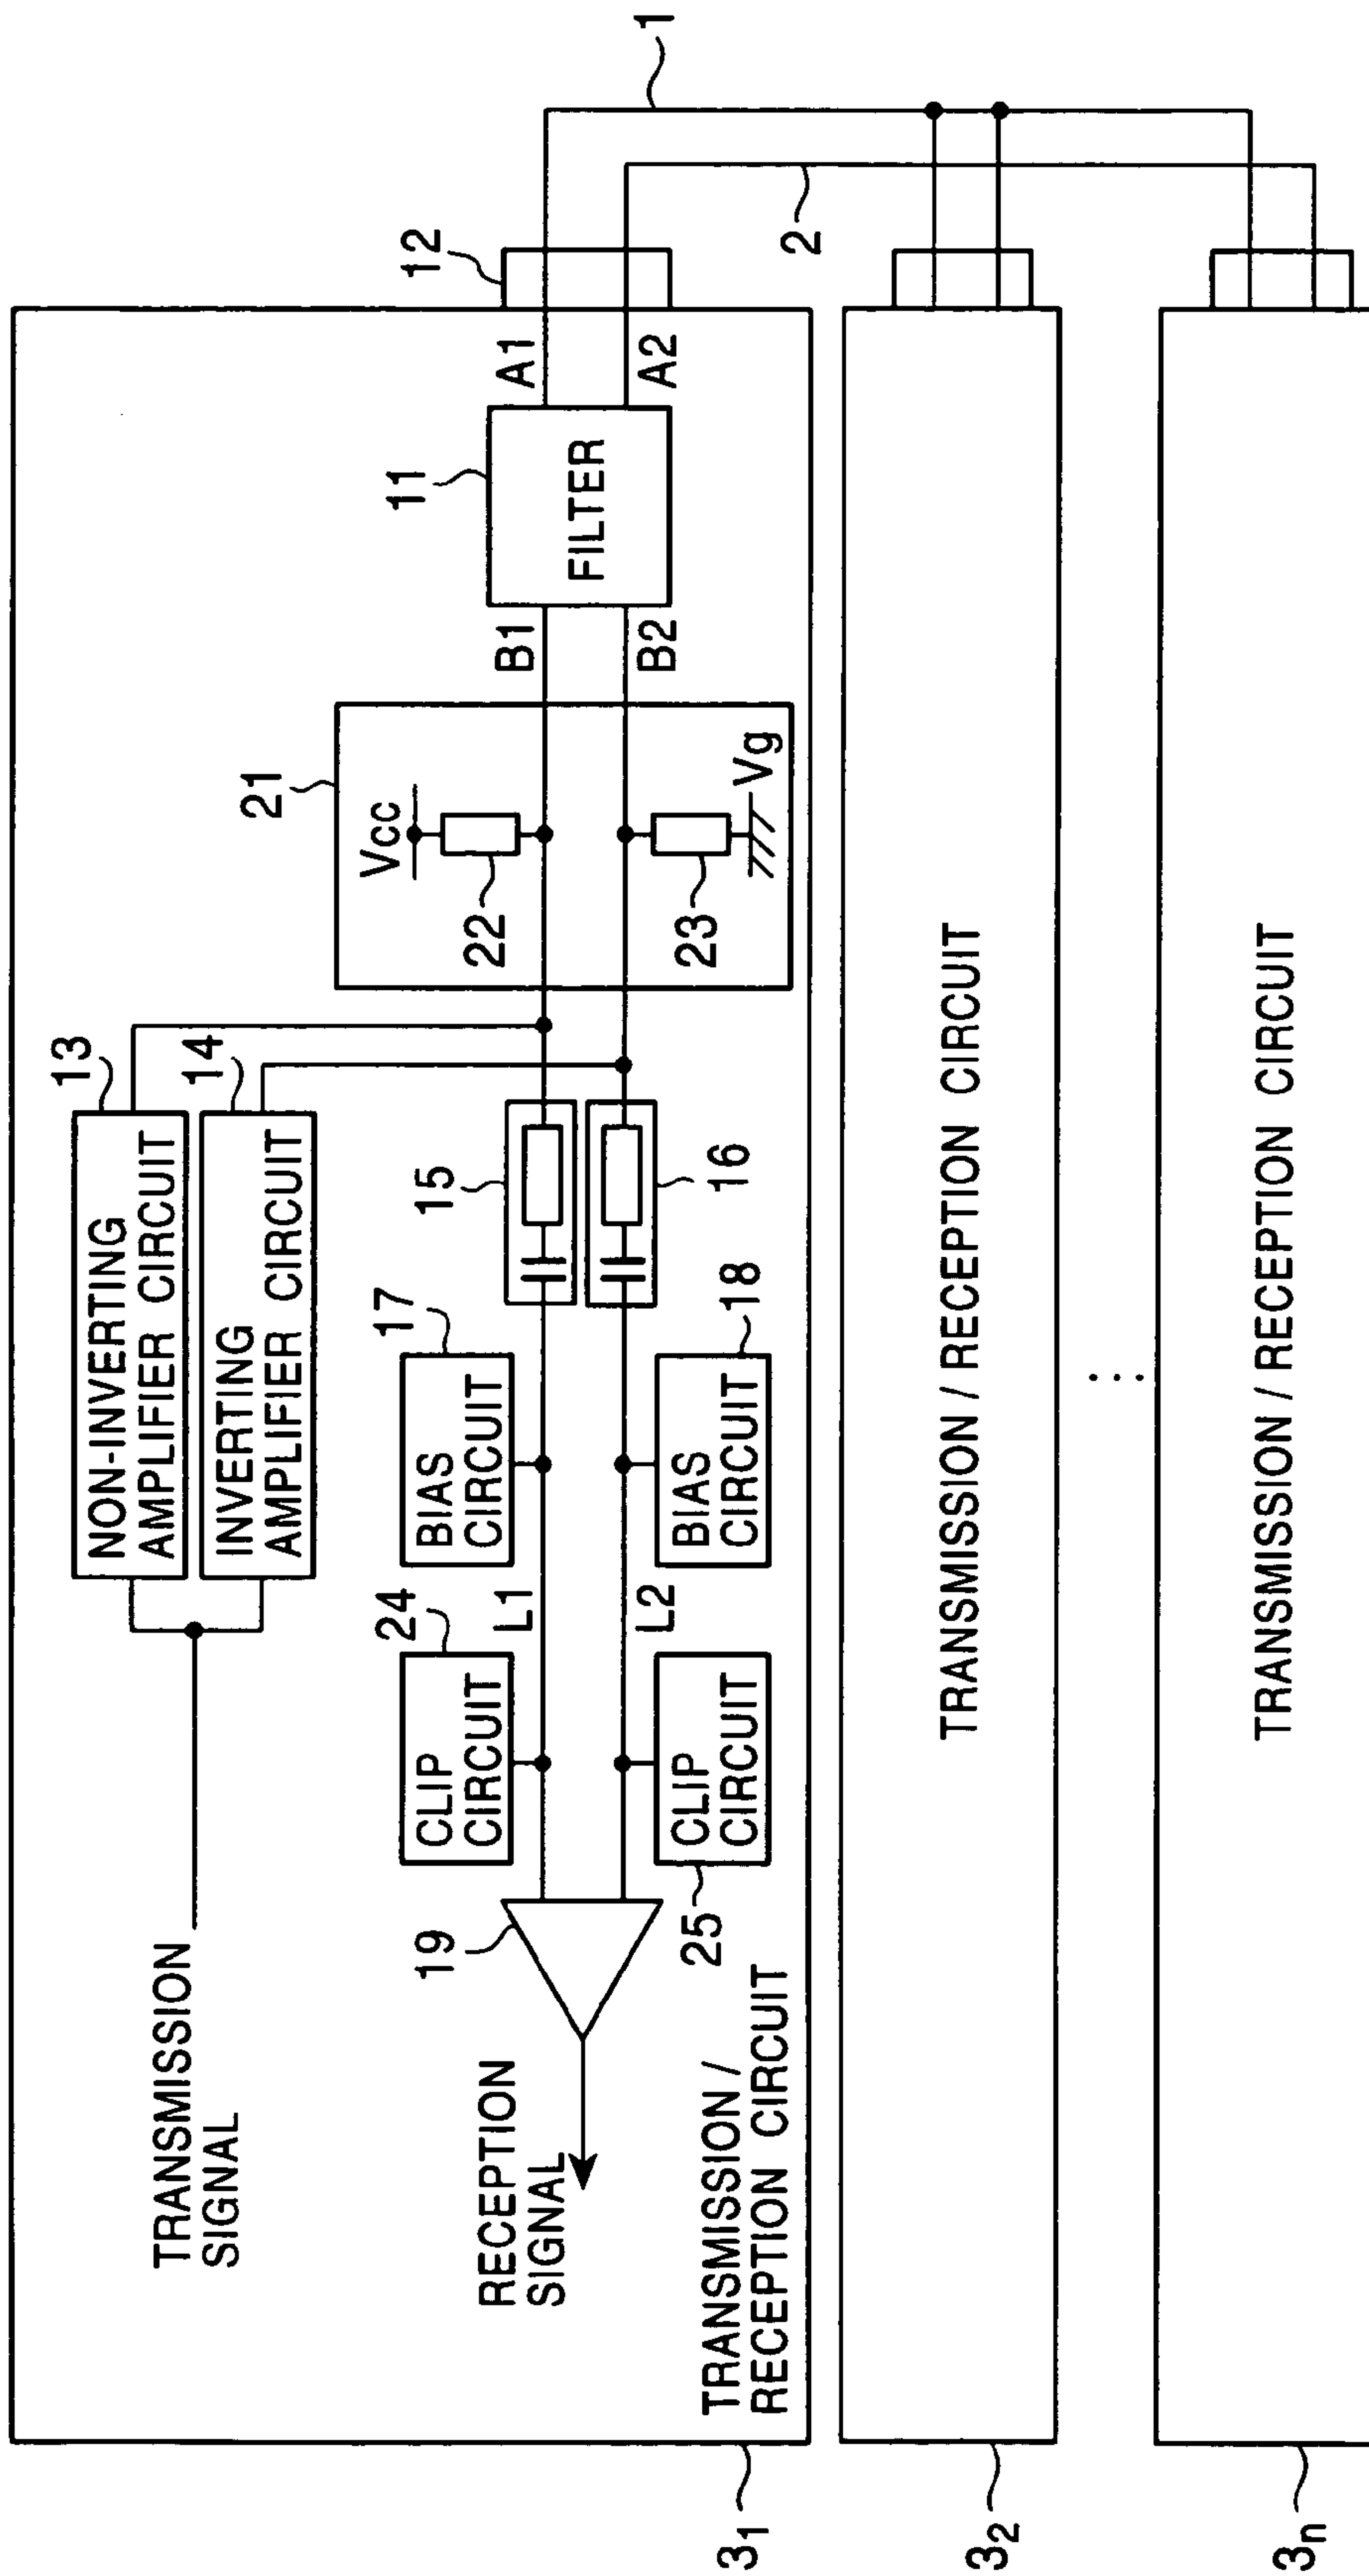 TRANSMISSION
SIGNAL
NON-INVERTING
AMPLIFIER CIRCUIT
13
INVERTING
AMPLIFIER CIRCUIT
14
21
Vcc
22
23
Vg
RECEPTION
SIGNAL
19
CLIP
CIRCUIT
24
L1
BIAS
CIRCUIT
17
15
B1
11
FILTER
A1
12
1
25
CLIP
CIRCUIT
L2
BIAS
CIRCUIT
18
16
B2
A2
2
TRANSMISSION /
RECEPTION CIRCUIT
3₁
TRANSMISSION / RECEPTION CIRCUIT
3₂
...
TRANSMISSION / RECEPTION CIRCUIT
3ₙ